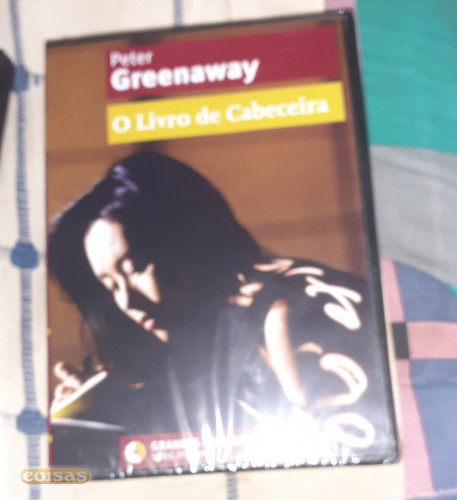 Peter
Greenaway
O Livro de Cabeceira
coisas